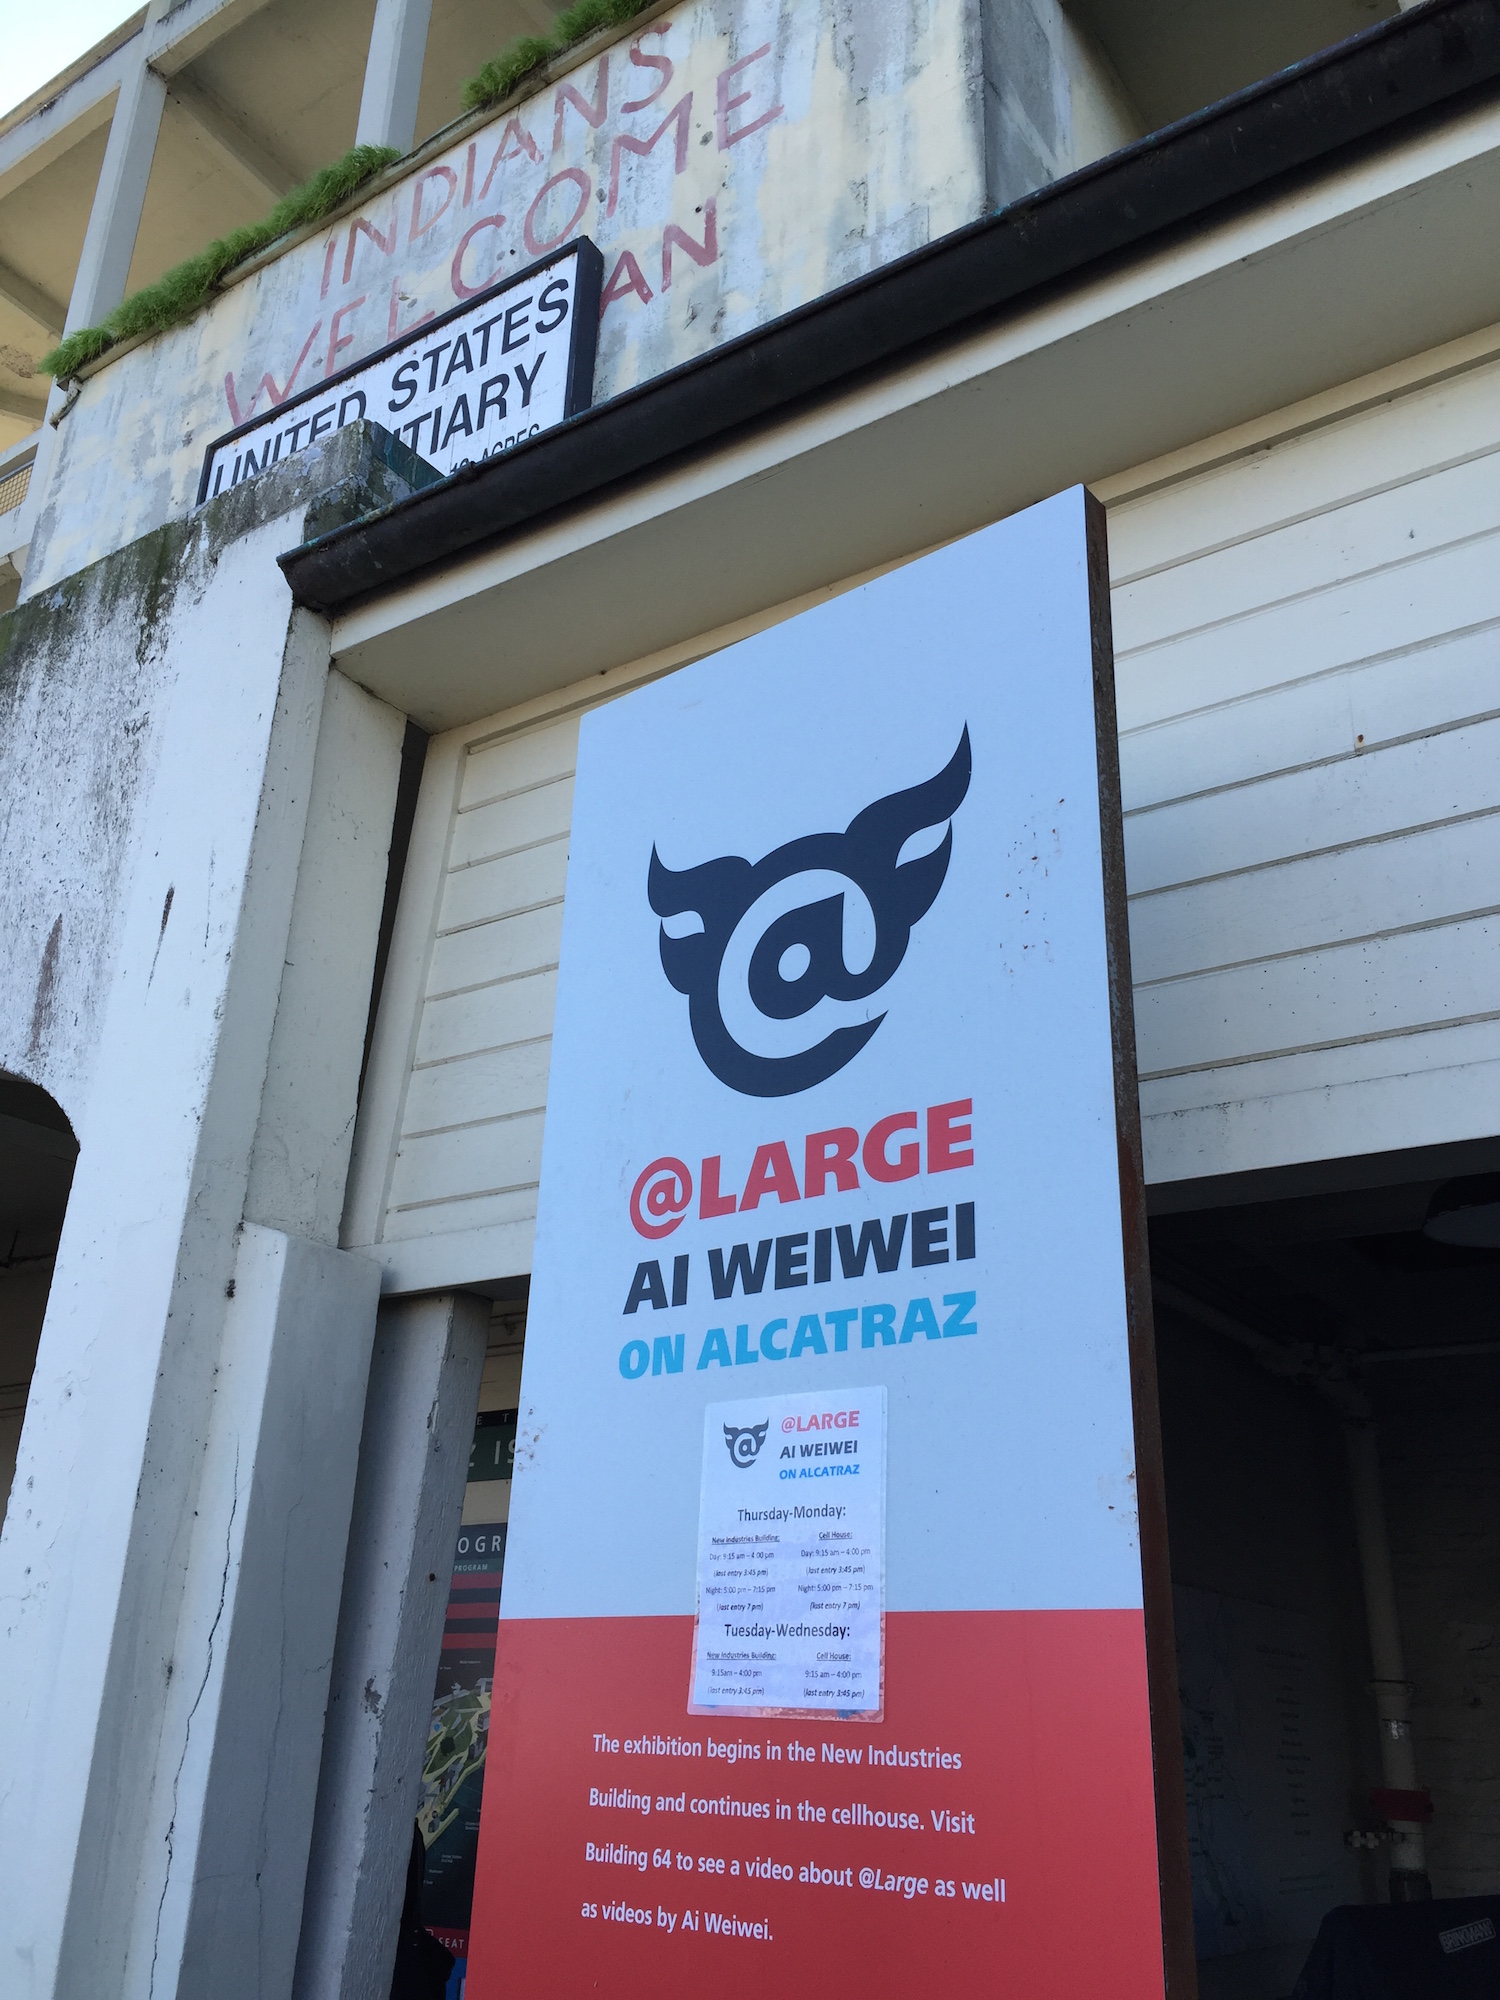 INDIANS
WELCOME
AN
UNITED STATES
TIARY
12 ACRES
@
@LARGE
AI WEIWEI
ON ALCATRAZ
@
@LARGE
AI WEIWEI
ON ALCATRAZ
Thursday-Monday:
New Industries Building: Cell House:
Day: 9:15 am – 4:00 pm Day: 9:15 am – 4:00 pm
(last entry 3:45 pm) (last entry 3:45 pm)
Night: 5:00 pm – 7:15 pm Night: 5:00 pm – 7:15 pm
(last entry 7 pm) (last entry 7 pm)
Tuesday-Wednesday:
New Industries Building: Cell House:
9:15am – 4:00 pm 9:15 am – 4:00 pm
(last entry 3:45 pm) (last entry 3:45 pm)
The exhibition begins in the New Industries
Building and continues in the cellhouse. Visit
Building 64 to see a video about @Large as well
as videos by Ai Weiwei.
OGR
PROGRAM
SEAT
BRINKMANN